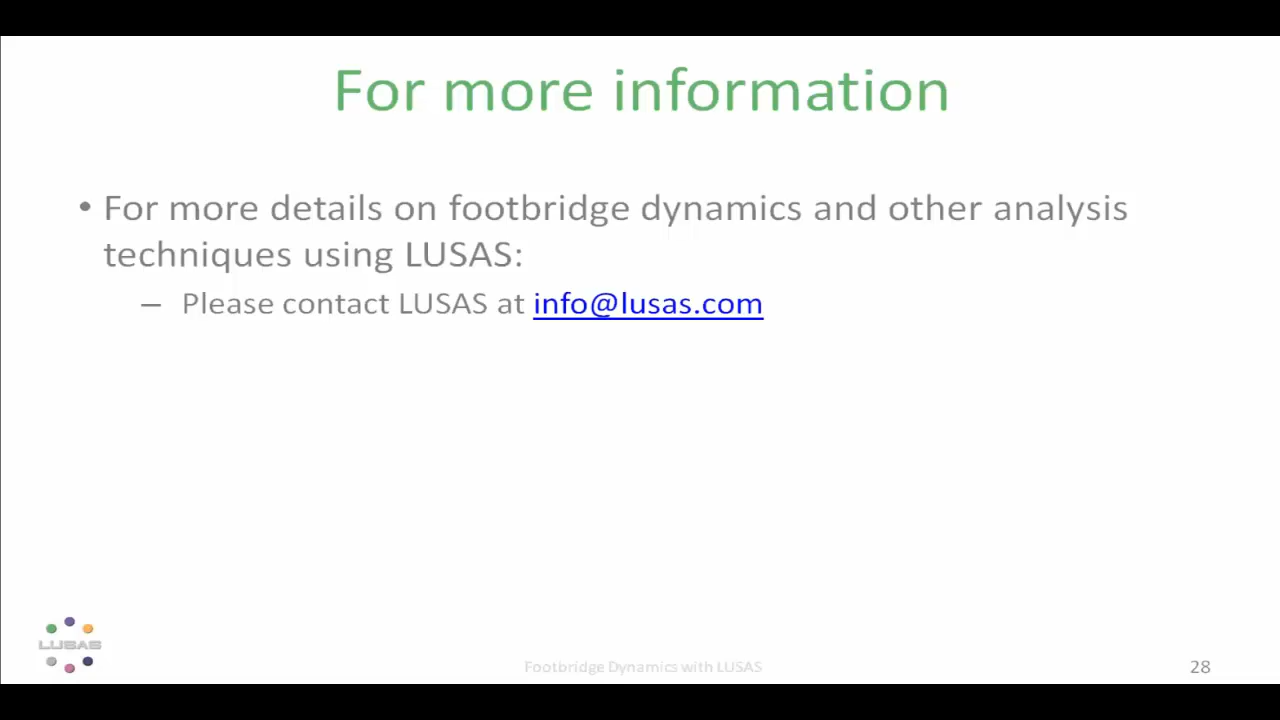 For more information
• For more details on footbridge dynamics and other analysis
techniques using LUSAS:
– Please contact LUSAS at info@lusas.com
LUSAS
Footbridge Dynamics with LUSAS
28